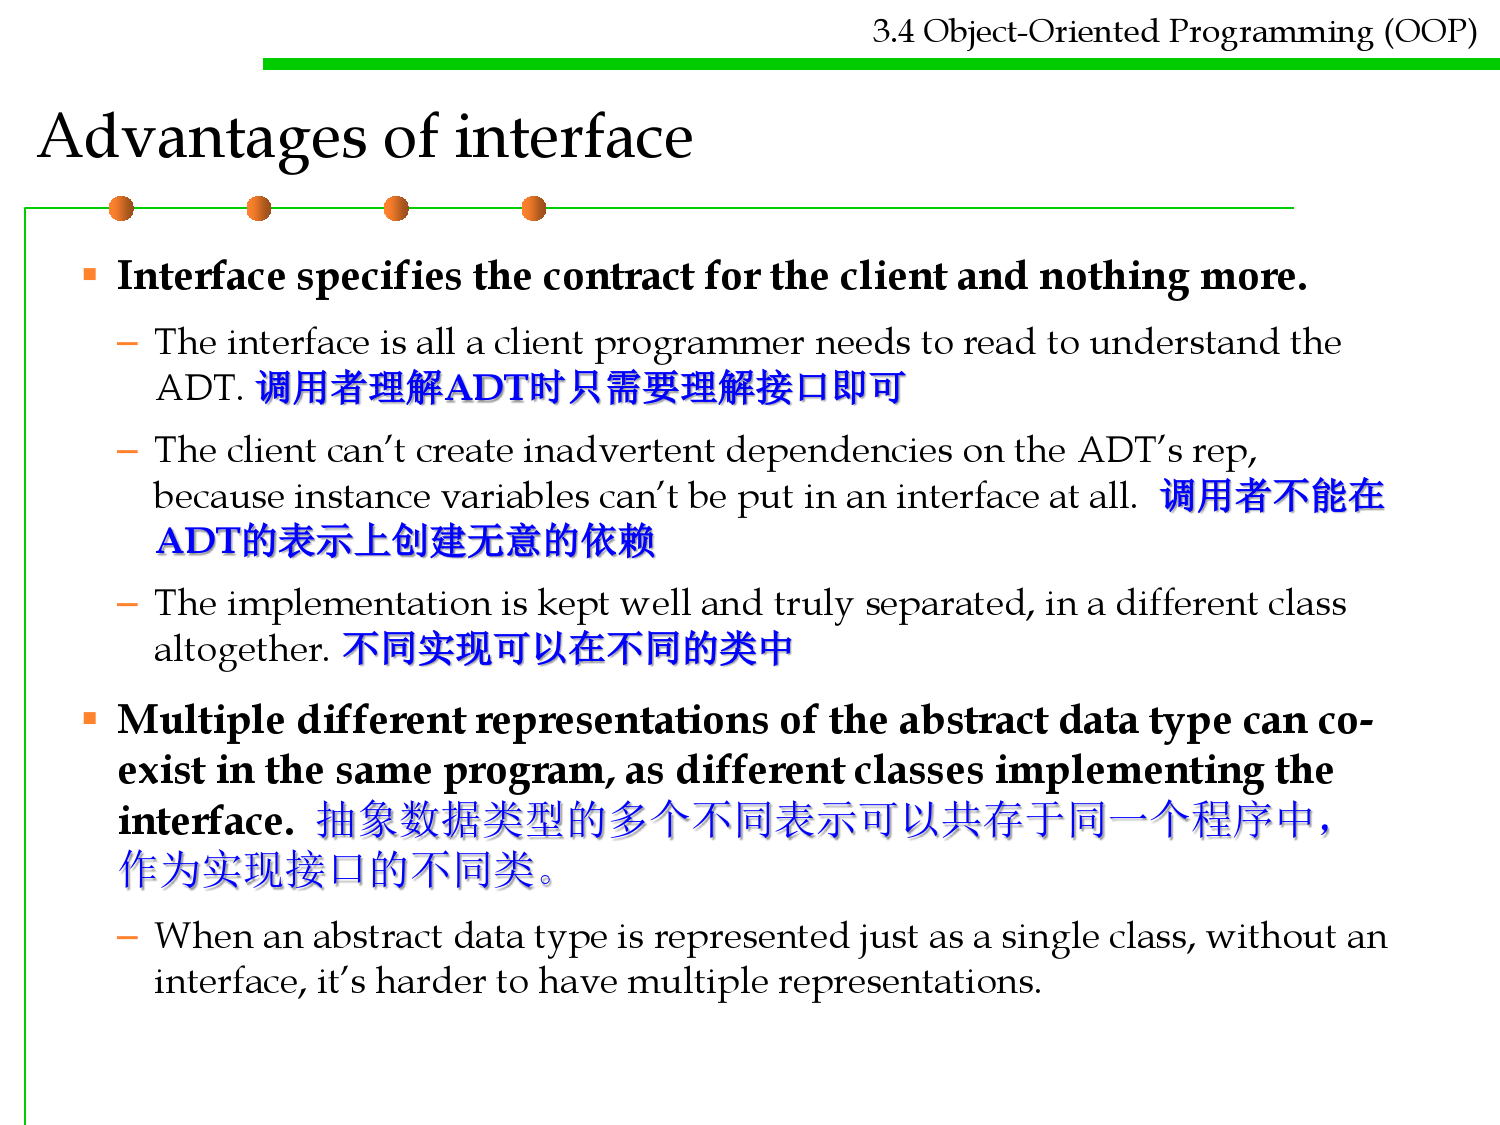 3.4 Object-Oriented Programming (OOP)
Advantages of interface
▪ Interface specifies the contract for the client and nothing more.
– The interface is all a client programmer needs to read to understand the
ADT. 调用者理解ADT时只需要理解接口即可
– The client can’t create inadvertent dependencies on the ADT’s rep,
because instance variables can’t be put in an interface at all. 调用者不能在
ADT的表示上创建无意的依赖
– The implementation is kept well and truly separated, in a different class
altogether. 不同实现可以在不同的类中
▪ Multiple different representations of the abstract data type can co-
exist in the same program, as different classes implementing the
interface. 抽象数据类型的多个不同表示可以共存于同一个程序中，
作为实现接口的不同类。
– When an abstract data type is represented just as a single class, without an
interface, it’s harder to have multiple representations.